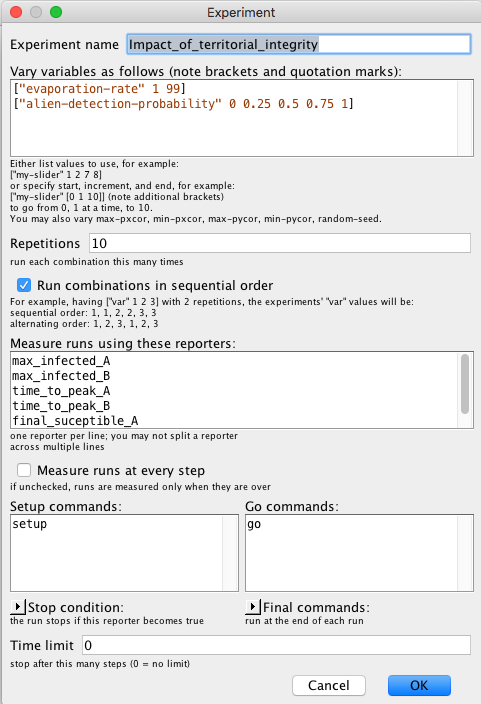 Experiment
Experiment name Impact_of_territorial_integrity
Vary variables as follows (note brackets and quotation marks):
["evaporation-rate" 1 99]
["alien-detection-probability" 0 0.25 0.5 0.75 1]
Either list values to use, for example:
["my-slider" 1 2 7 8]
or specify start, increment, and end, for example:
["my-slider" [0 1 10]] (note additional brackets)
to go from 0, 1 at a time, to 10.
You may also vary max-pxcor, min-pxcor, max-pycor, min-pycor, random-seed.
Repetitions 10
run each combination this many times
Run combinations in sequential order
For example, having ["var" 1 2 3] with 2 repetitions, the experiments' "var" values will be:
sequential order: 1, 1, 2, 2, 3, 3
alternating order: 1, 2, 3, 1, 2, 3
Measure runs using these reporters:
max_infected_A
max_infected_B
time_to_peak_A
time_to_peak_B
final_suceptible_A
one reporter per line; you may not split a reporter
across multiple lines
Measure runs at every step
if unchecked, runs are measured only when they are over
Setup commands: Go commands:
setup go
Stop condition: Final commands:
the run stops if this reporter becomes true run at the end of each run
Time limit 0
stop after this many steps (0 = no limit)
Cancel OK